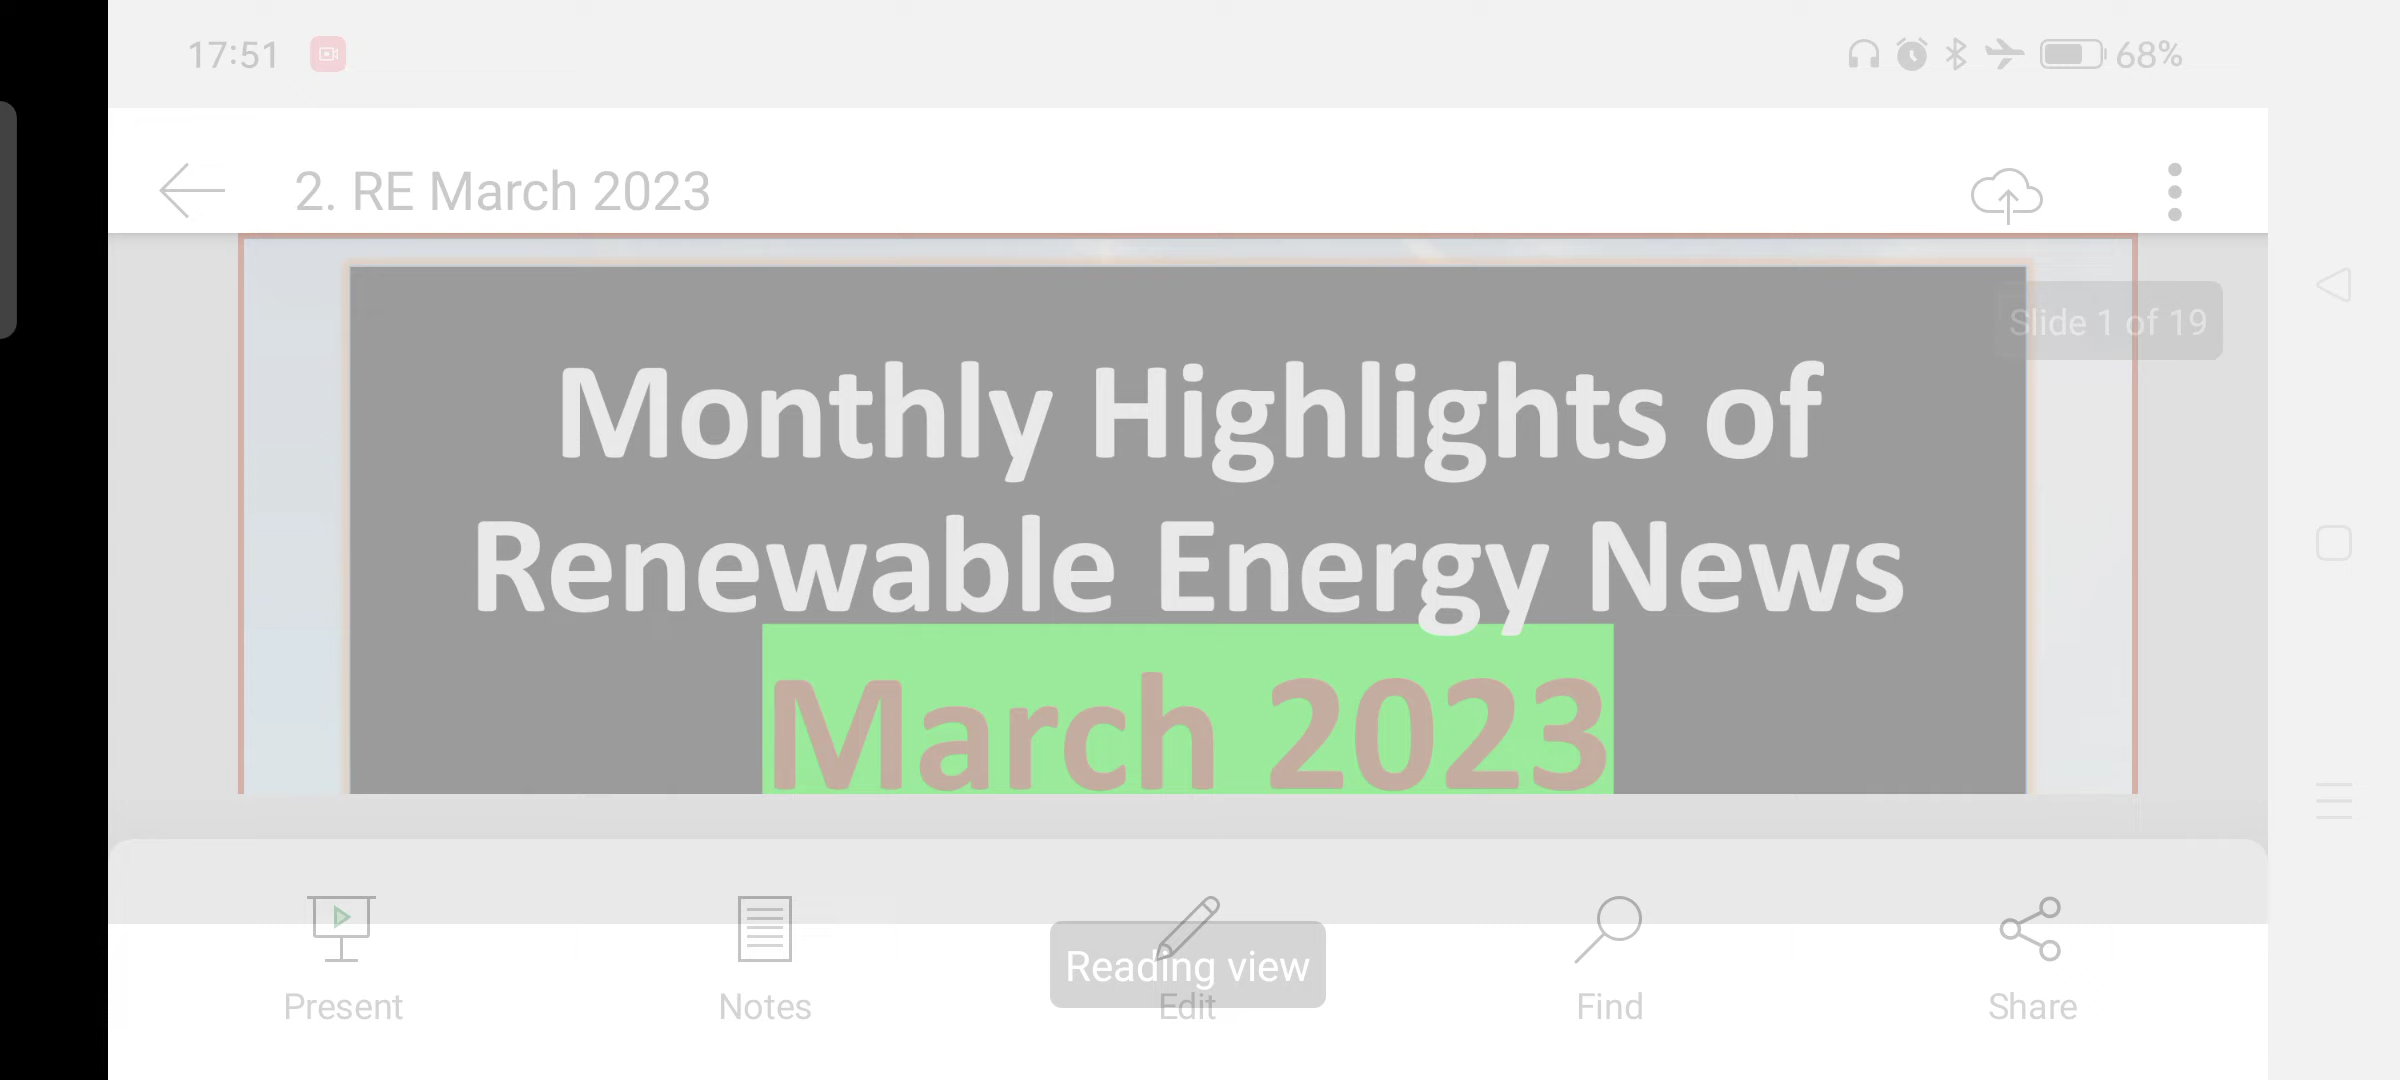 17:51
68%
2. RE March 2023
Slide 1 of 19
Monthly Highlights of
Renewable Energy News
March 2023
Reading view
Present
Notes
Edit
Find
Share